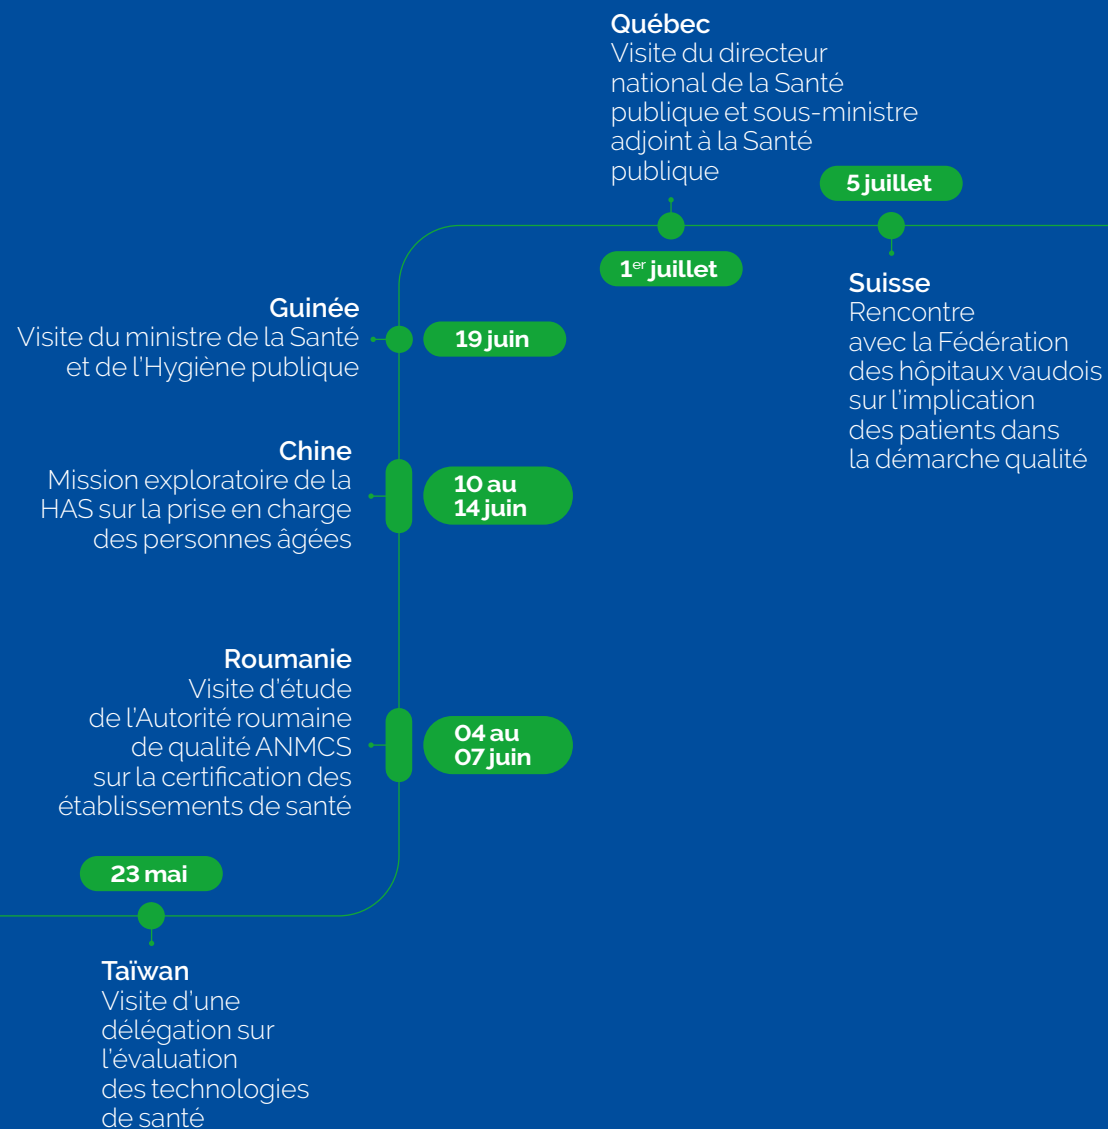 Québec
Visite du directeur
national de la Santé
publique et sous-ministre
adjoint à la Santé
publique
1er juillet
5 juillet
Suisse
Rencontre
avec la Fédération
des hôpitaux vaudois
sur l'implication
des patients dans
la démarche qualité
Guinée
Visite du ministre de la Santé
et de l'Hygiène publique
19 juin
Chine
Mission exploratoire de la
HAS sur la prise en charge
des personnes âgées
10 au
14 juin
Roumanie
Visite d'étude
de l'Autorité roumaine
de qualité ANMCS
sur la certification des
établissements de santé
04 au
07 juin
23 mai
Taïwan
Visite d'une
délégation sur
l'évaluation
des technologies
de santé